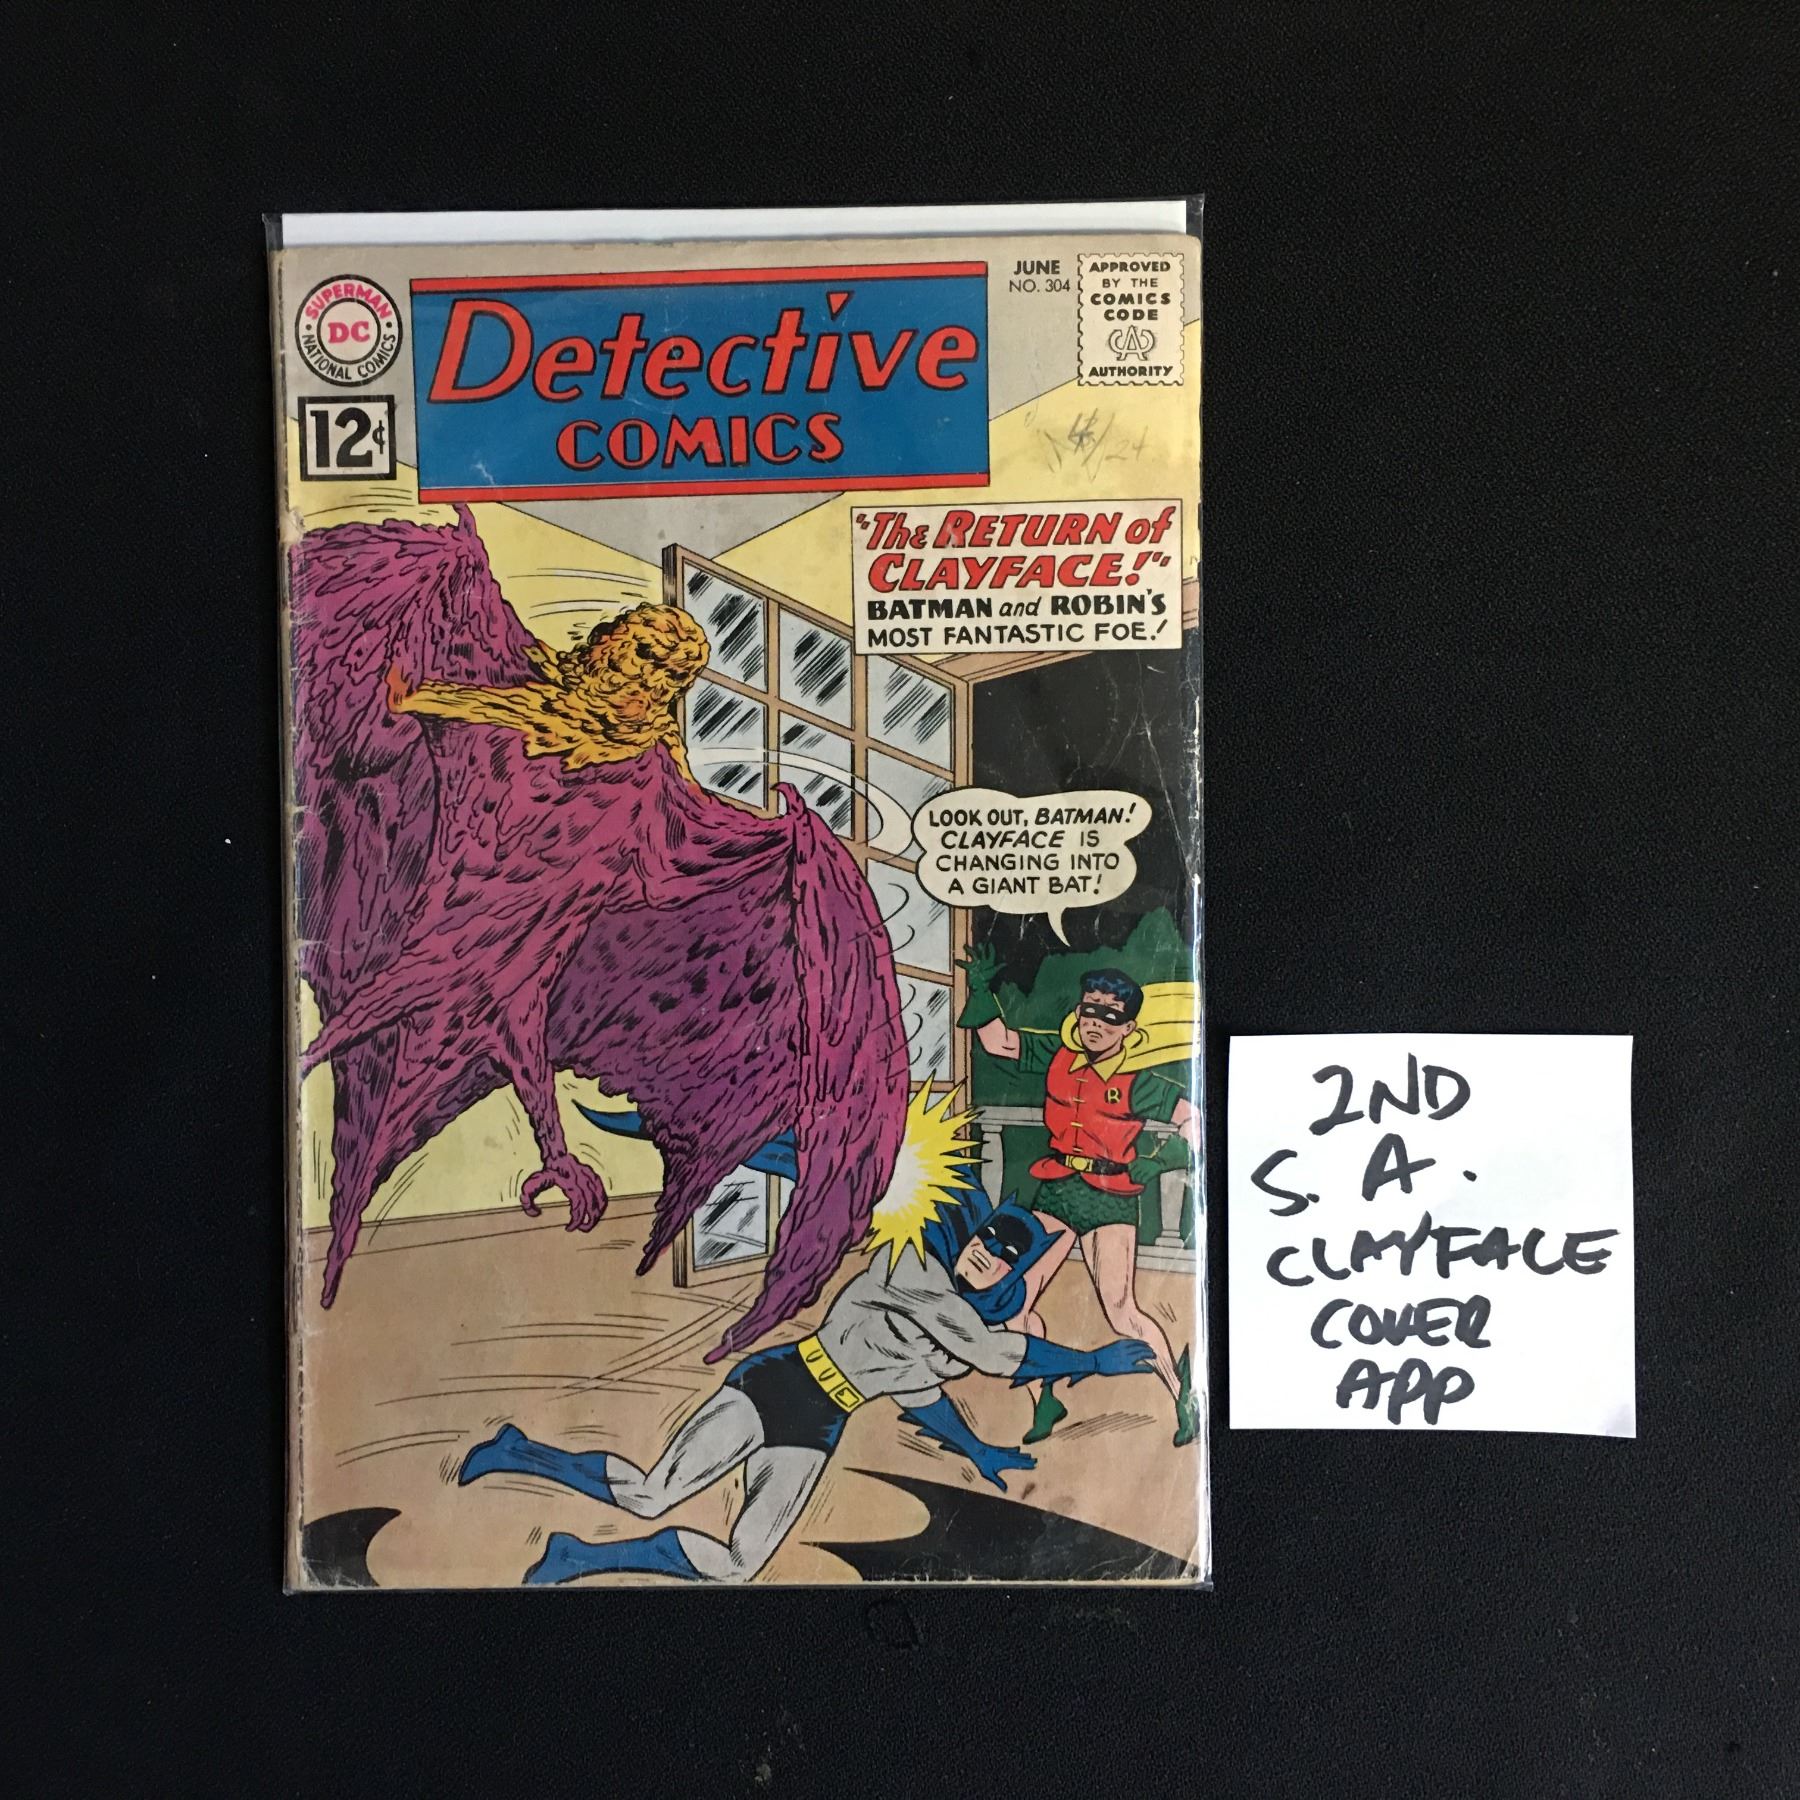 SUPERMAN
DC
NATIONAL COMICS
12¢
Detective
COMICS
JUNE
NO. 304
APPROVED
BY THE
COMICS
CODE
CA
AUTHORITY
24
"The RETURN of
CLAYFACE!"
BATMAN and ROBIN'S
MOST FANTASTIC FOE!
LOOK OUT, BATMAN!
CLAYFACE IS
CHANGING INTO
A GIANT BAT!
R
2ND
S. A.
CLAYFACE
COVER
APP